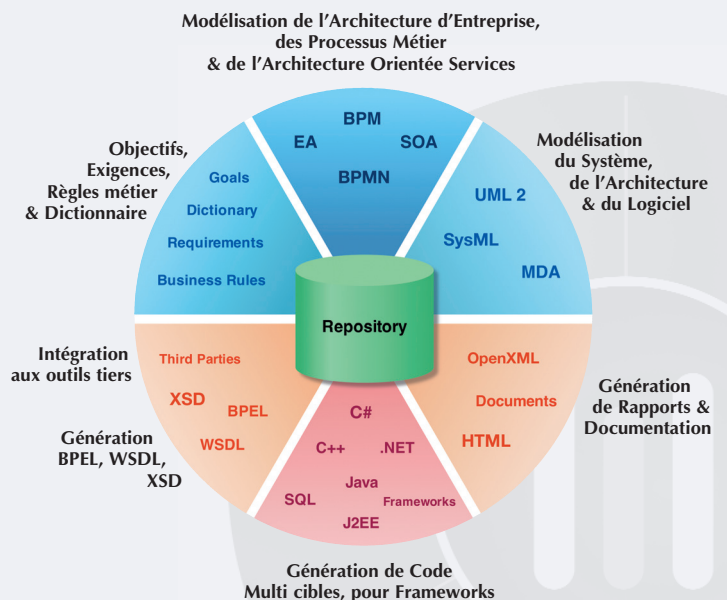 Modélisation de l'Architecture d'Entreprise,
des Processus Métier
& de l'Architecture Orientée Services
BPM
EA
SOA
BPMN
Objectifs,
Exigences,
Règles métier
& Dictionnaire
Goals
Dictionary
Requirements
Business Rules
Modélisation
du Système,
de l'Architecture
& du Logiciel
UML 2
SysML
MDA
Repository
Intégration
aux outils tiers
Génération
BPEL, WSDL,
XSD
Third Parties
XSD
BPEL
WSDL
C#
C++
.NET
Java
SQL
Frameworks
J2EE
OpenXML
Documents
HTML
Génération
de Rapports &
Documentation
Génération de Code
Multi cibles, pour Frameworks